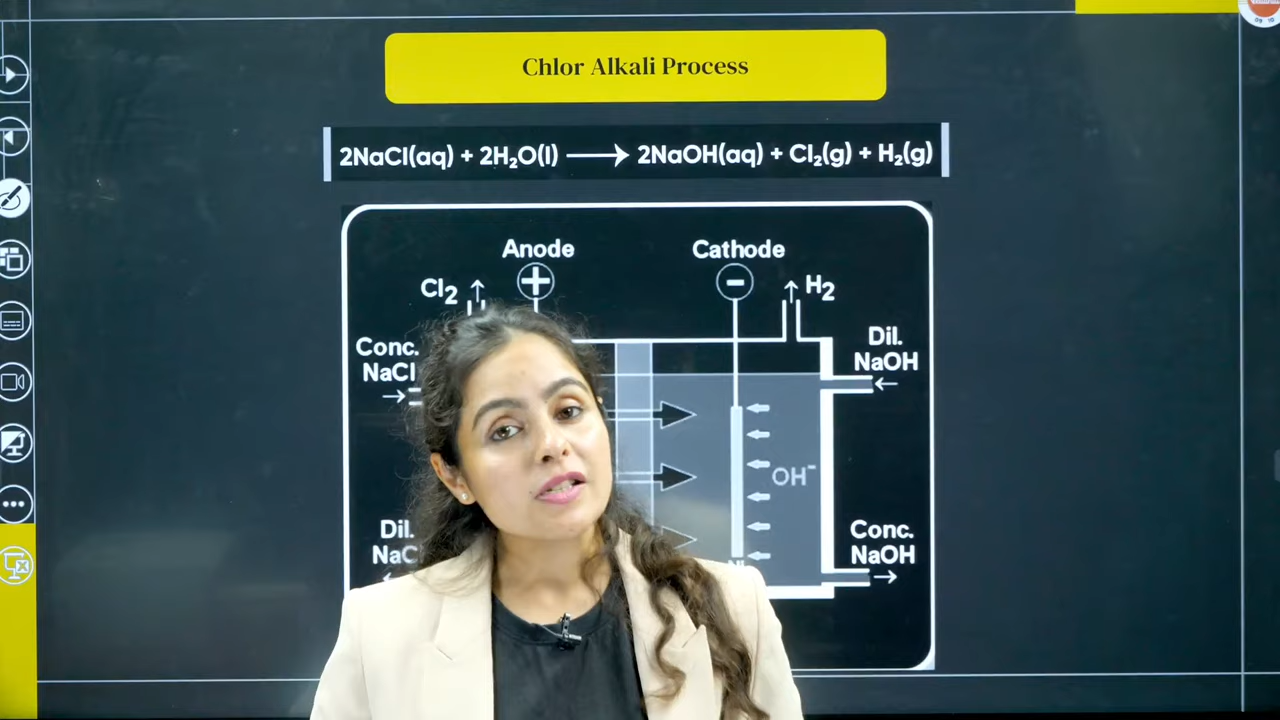 Chlor Alkali Process
2NaCl(aq) + 2H₂O(l) ⟶ 2NaOH(aq) + Cl₂(g) + H₂(g)
Anode
Cathode
Cl₂ ↑
+
-
↑ H₂
Conc.
NaCl
→
Dil.
NaOH
←
OH⁻
Dil.
←
Conc.
NaOH
→